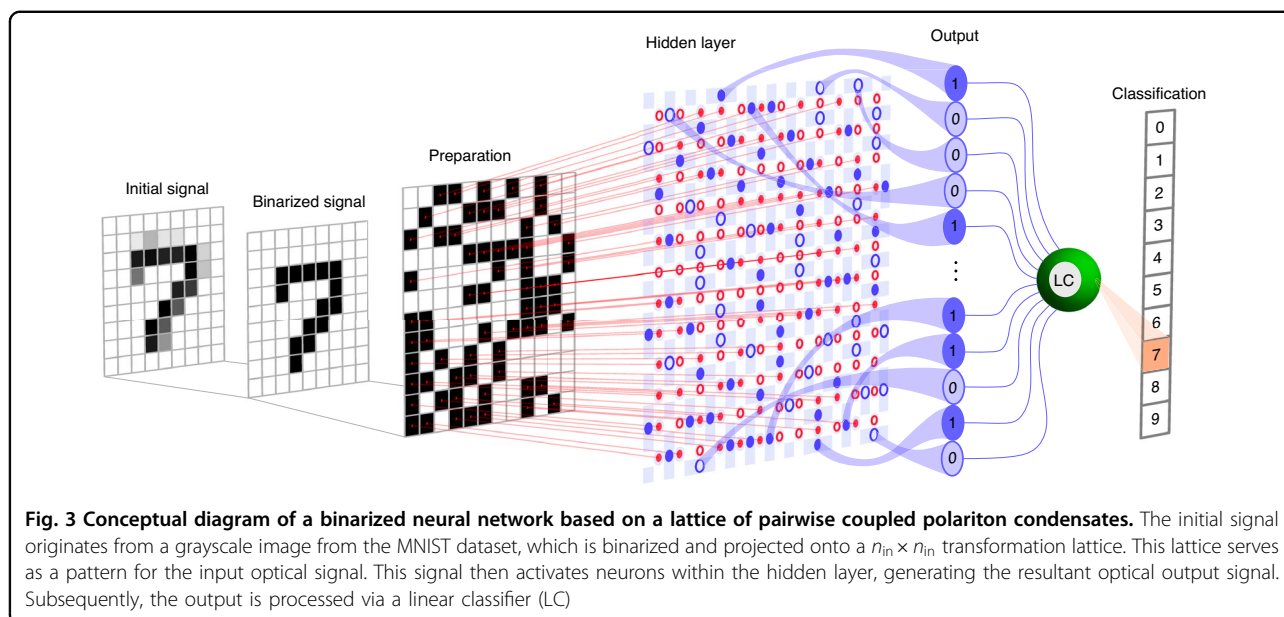 Hidden layer
Output
Classification
Preparation
Initial signal
Binarized signal
1
0
0
0
1
1
1
0
1
0
LC
0
1
2
3
4
5
6
7
8
9
Fig. 3 Conceptual diagram of a binarized neural network based on a lattice of pairwise coupled polariton condensates. The initial signal
originates from a grayscale image from the MNIST dataset, which is binarized and projected onto a n_in × n_in transformation lattice. This lattice serves
as a pattern for the input optical signal. This signal then activates neurons within the hidden layer, generating the resultant optical output signal.
Subsequently, the output is processed via a linear classifier (LC)